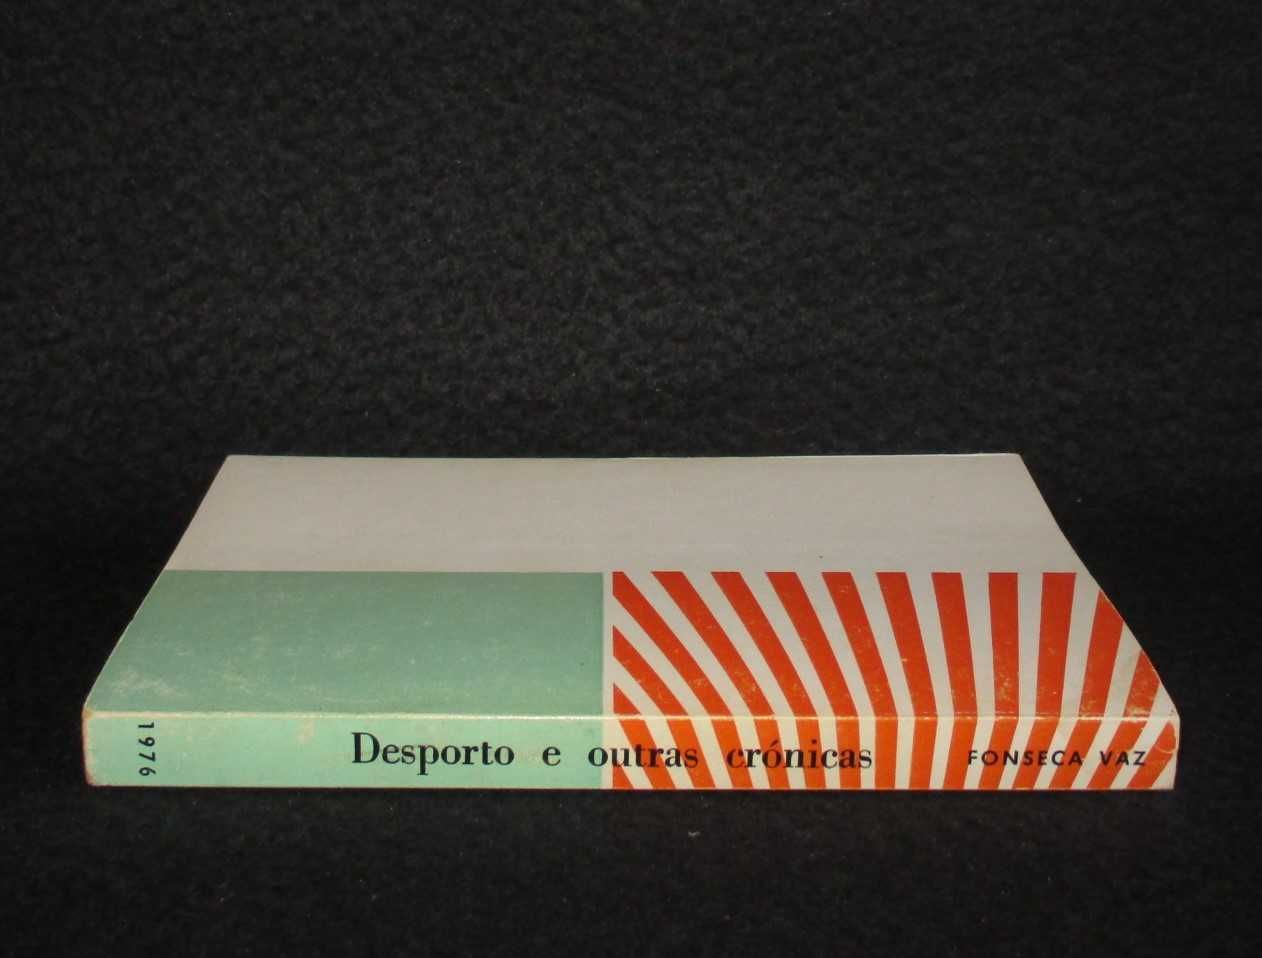 1976
Desporto e outras crónicas
FONSECA VAZ